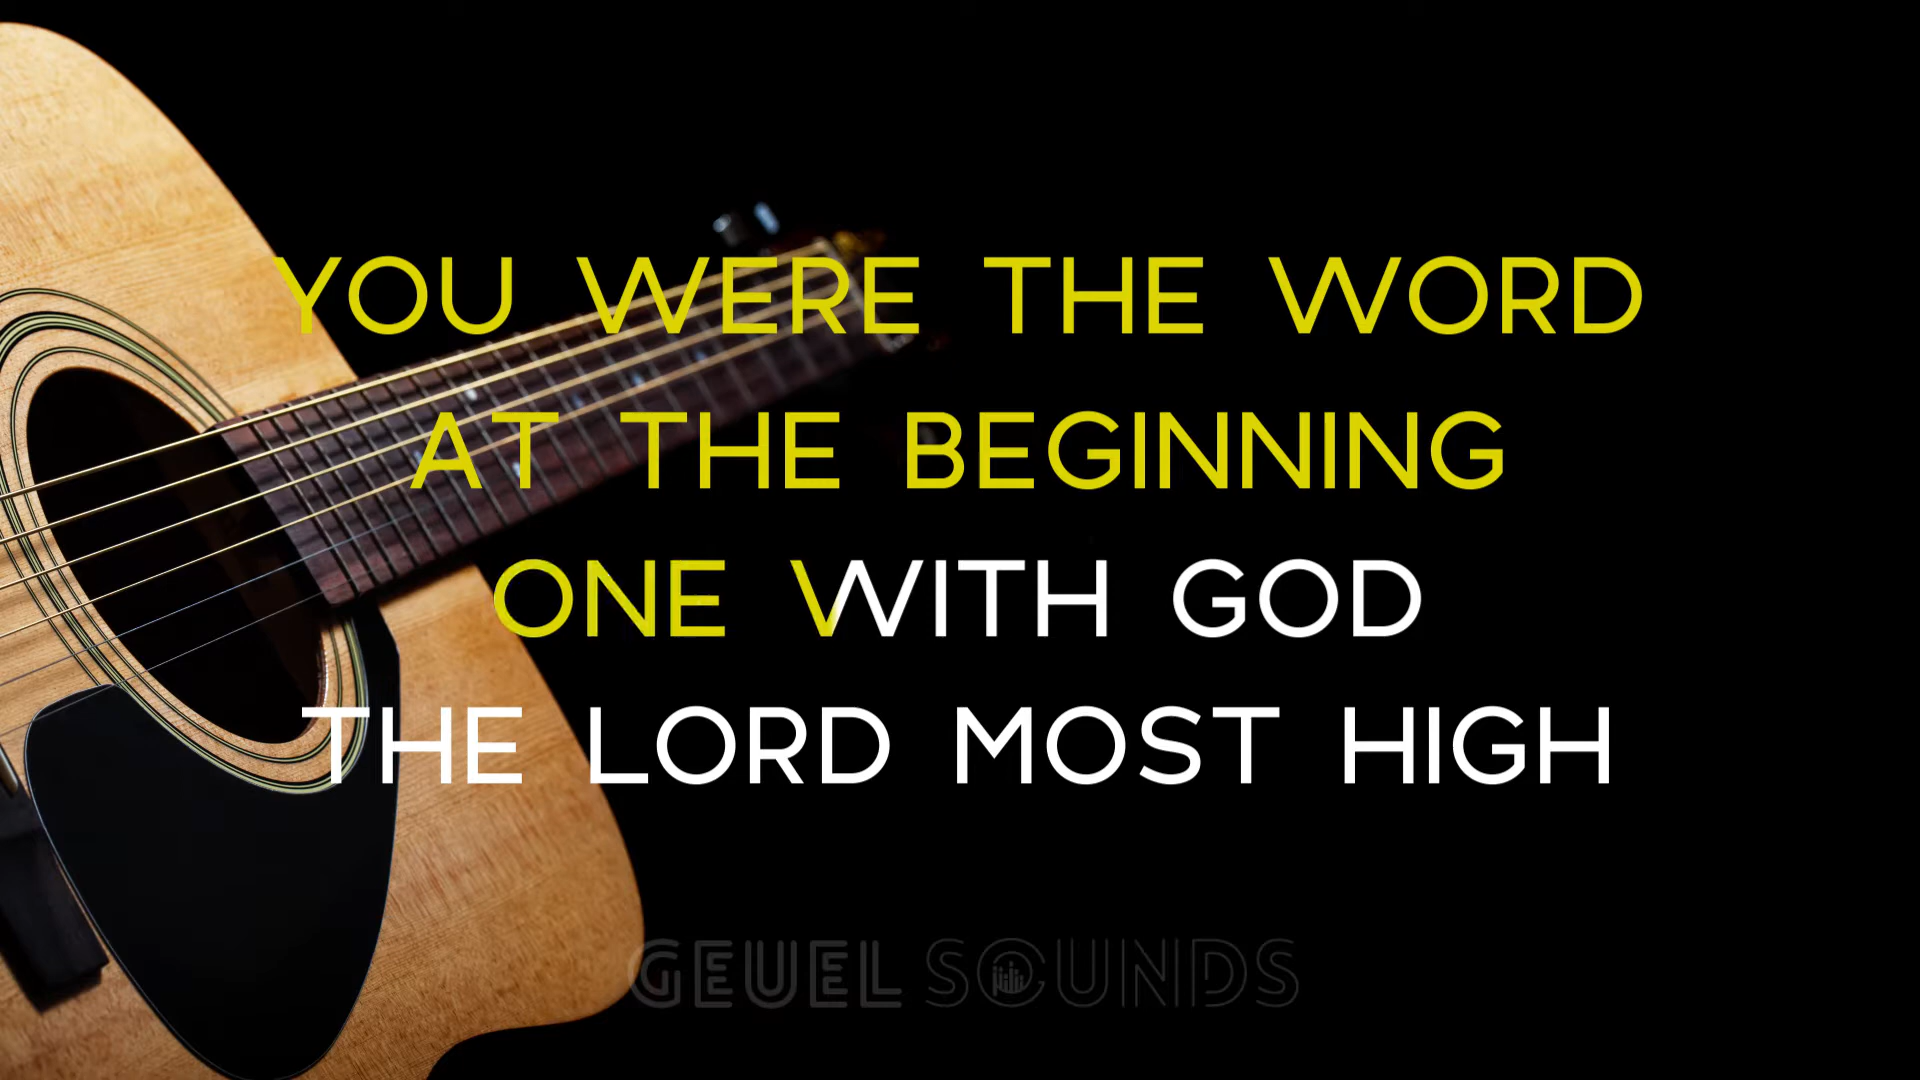 YOU WERE THE WORD
AT THE BEGINNING
ONE WITH GOD
THE LORD MOST HIGH
GEUEL SOUNDS